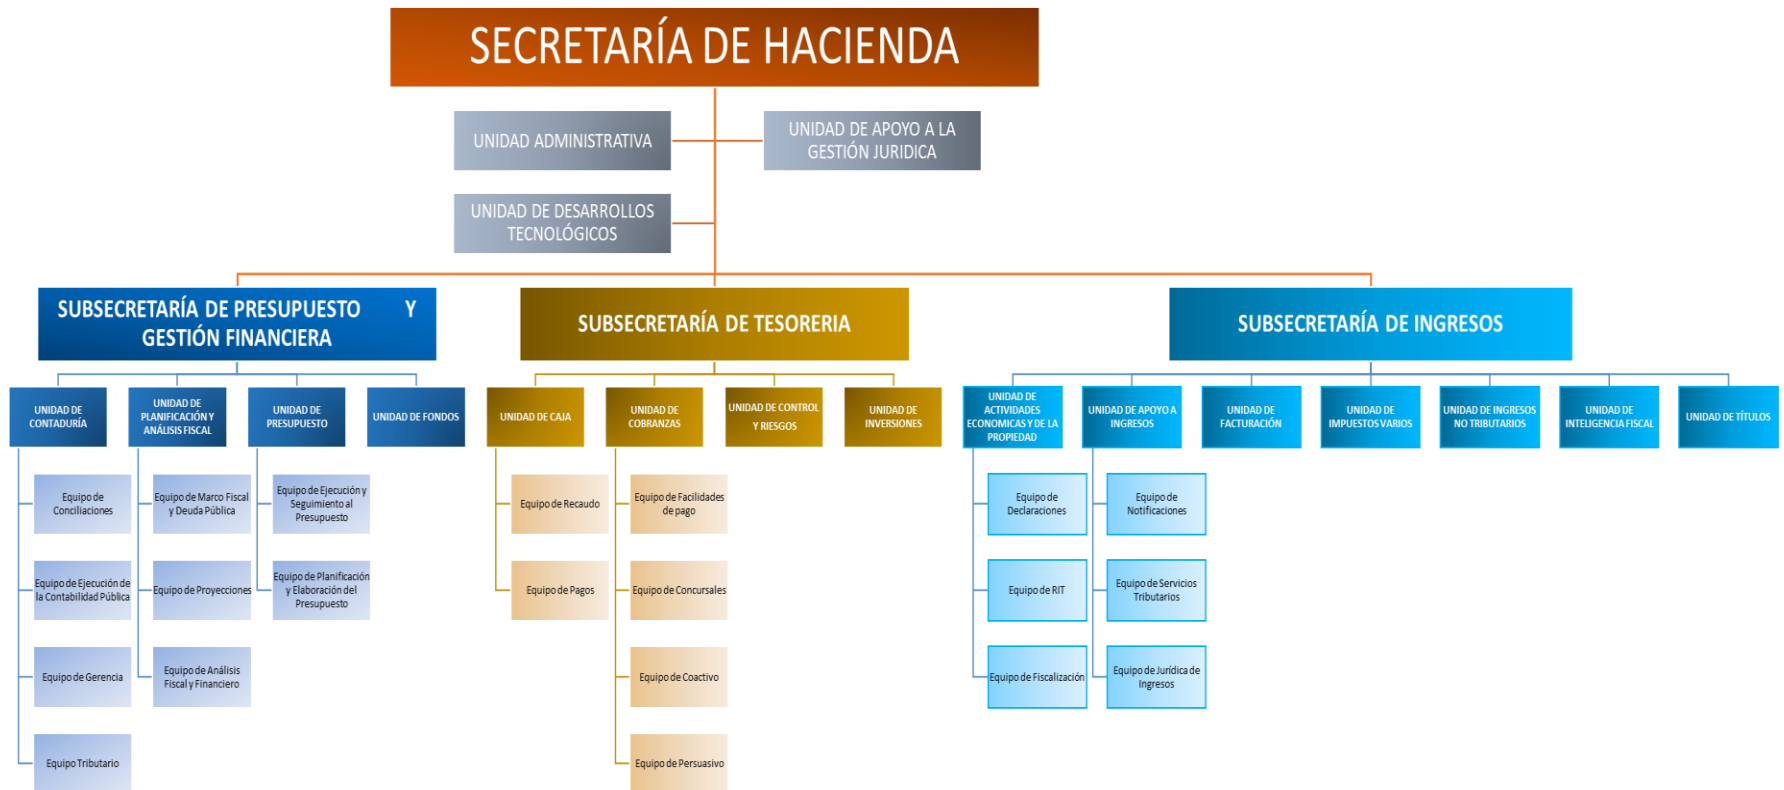 SECRETARÍA DE HACIENDA
UNIDAD ADMINISTRATIVA
UNIDAD DE APOYO A LA
GESTIÓN JURIDICA
UNIDAD DE DESARROLLOS
TECNOLÓGICOS
SUBSECRETARÍA DE PRESUPUESTO Y
GESTIÓN FINANCIERA
SUBSECRETARÍA DE TESORERIA
SUBSECRETARÍA DE INGRESOS
UNIDAD DE
CONTADURÍA
UNIDAD DE
PLANIFICACIÓN Y
ANÁLISIS FISCAL
UNIDAD DE
PRESUPUESTO
UNIDAD DE FONDOS
UNIDAD DE CAJA
UNIDAD DE
COBRANZAS
UNIDAD DE CONTROL
Y RIESGOS
UNIDAD DE
INVERSIONES
UNIDAD DE
ACTIVIDADES
ECONOMICAS Y DE LA
PROPIEDAD
UNIDAD DE APOYO A
INGRESOS
UNIDAD DE
FACTURACIÓN
UNIDAD DE
IMPUESTOS VARIOS
UNIDAD DE INGRESOS
NO TRIBUTARIOS
UNIDAD DE
INTELIGENCIA FISCAL
UNIDAD DE TÍTULOS
Equipo de
Conciliaciones
Equipo de Marco Fiscal
y Deuda Pública
Equipo de Ejecución y
Seguimiento al
Presupuesto
Equipo de Recaudo
Equipo de Facilidades
de pago
Equipo de
Declaraciones
Equipo de
Notificaciones
Equipo de Ejecución de
la Contabilidad Pública
Equipo de Proyecciones
Equipo de Planificación
y Elaboración del
Presupuesto
Equipo de Pagos
Equipo de Concursales
Equipo de RIT
Equipo de Servicios
Tributarios
Equipo de Gerencia
Equipo de Análisis
Fiscal y Financiero
Equipo de Coactivo
Equipo de Fiscalización
Equipo de Jurídica de
Ingresos
Equipo Tributario
Equipo de Persuasivo